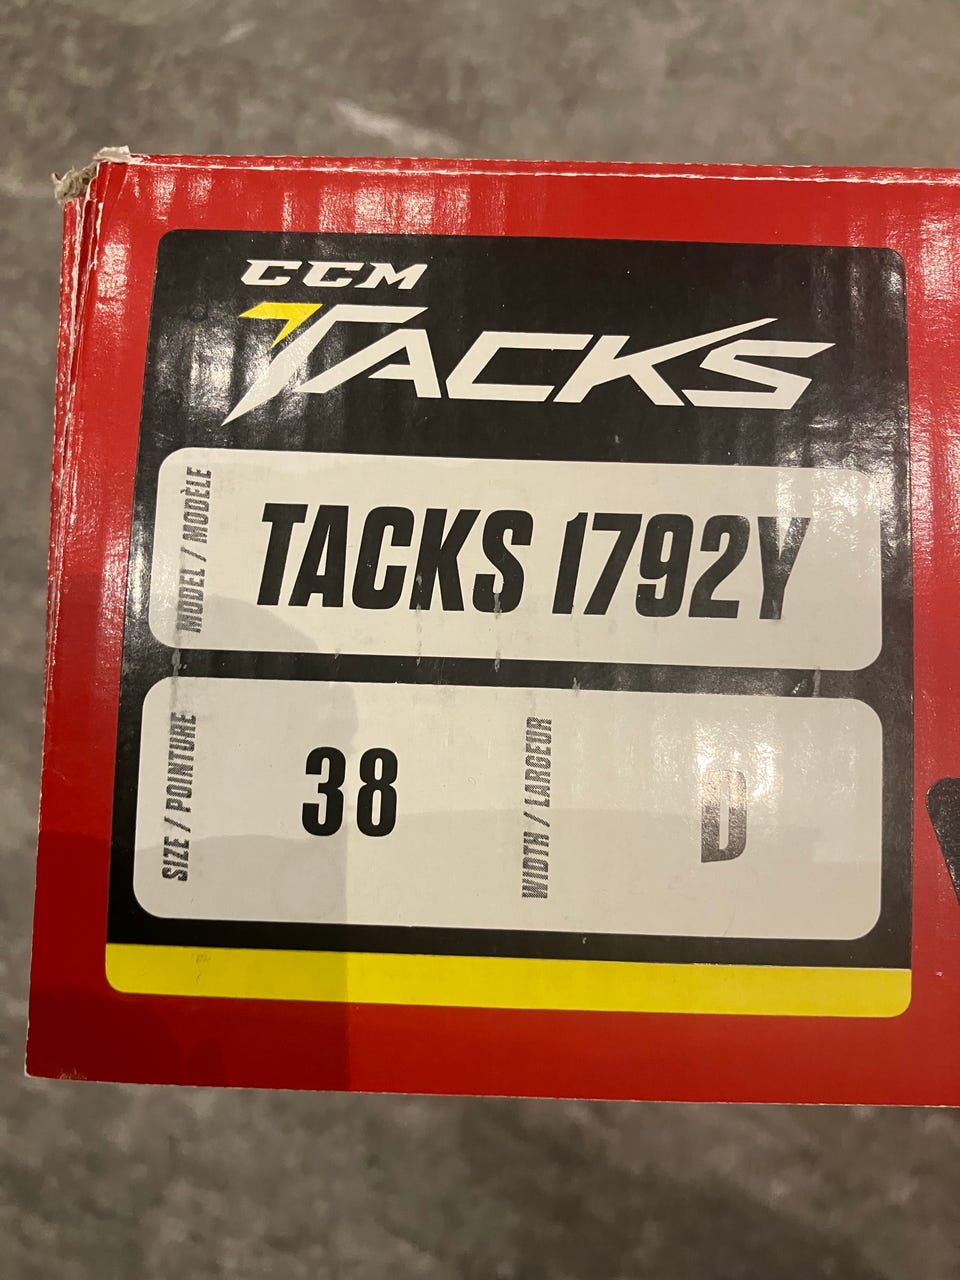 CCM
TACKS
MODEL / MODÈLE
TACKS 1792Y
SIZE / POINTURE
38
WIDTH / LARGEUR
D